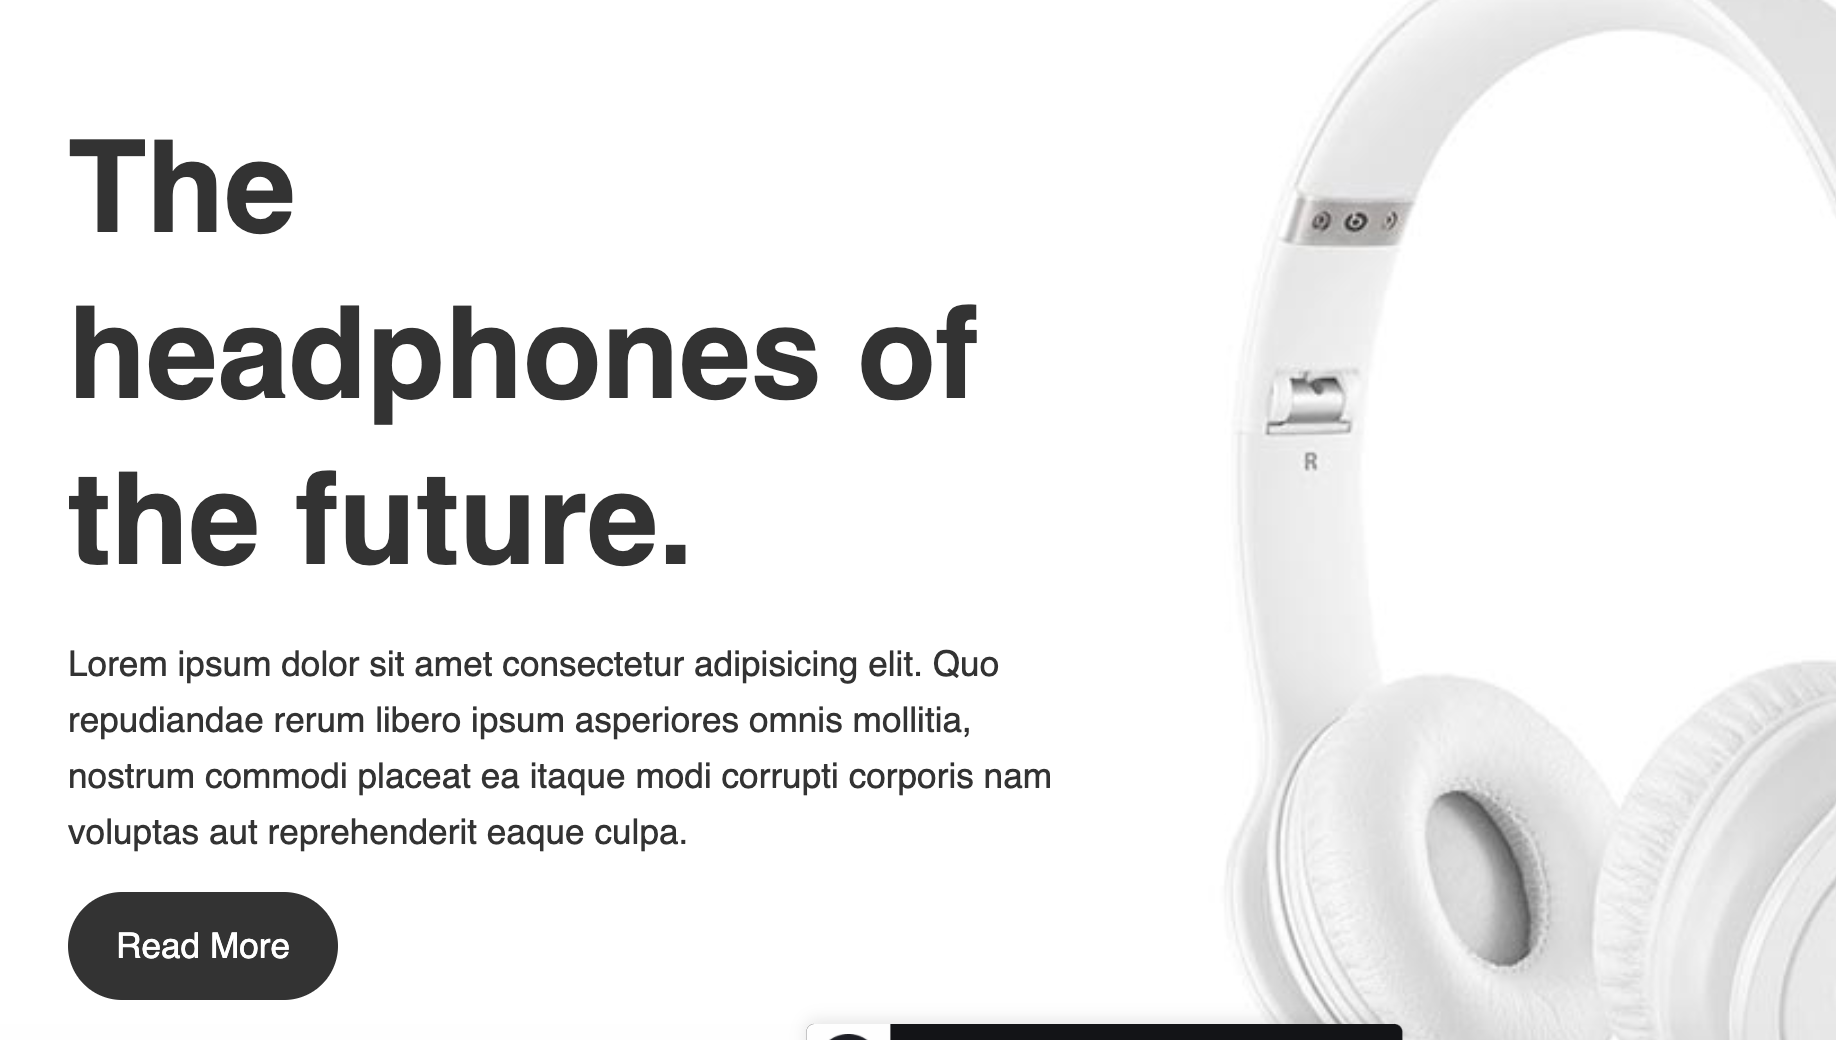 The
headphones of
the future.
R
Lorem ipsum dolor sit amet consectetur adipisicing elit. Quo
repudiandae rerum libero ipsum asperiores omnis mollitia,
nostrum commodi placeat ea itaque modi corrupti corporis nam
voluptas aut reprehenderit eaque culpa.
Read More